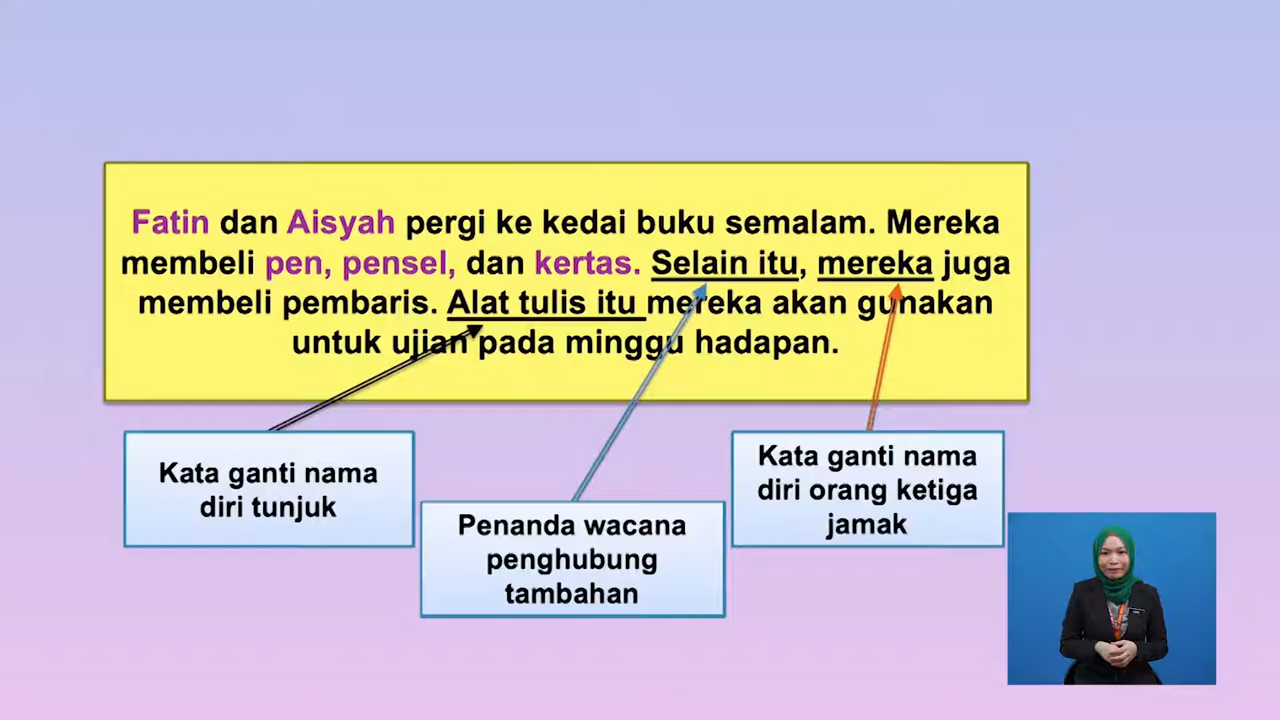 Fatin dan Aisyah pergi ke kedai buku semalam. Mereka
membeli pen, pensel, dan kertas. Selain itu, mereka juga
membeli pembaris. Alat tulis itu mereka akan gunakan
untuk ujian pada minggu hadapan.
Kata ganti nama
diri tunjuk
Penanda wacana
penghubung
tambahan
Kata ganti nama
diri orang ketiga
jamak